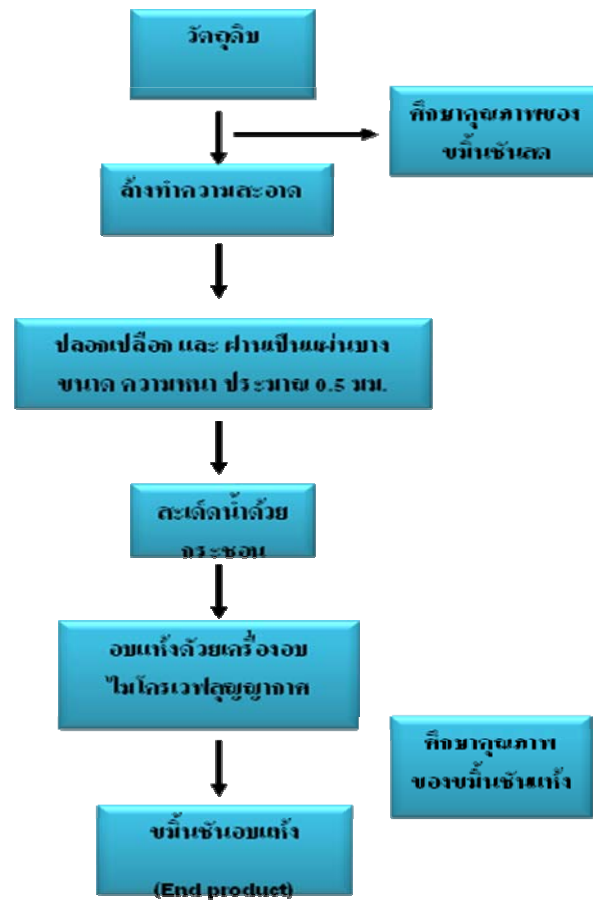 วัตถุดิบ
ศึกษาคุณภาพของ
ขมิ้นชันสด
ล้างทำความสะอาด
ปลอกเปลือก และ ฝานเป็นแผ่นบาง
ขนาด ความหนา ประมาณ 0.5 มม.
สะเด็ดน้ำด้วย
กระชอน
อบแห้งด้วยเครื่องอบ
ไมโครเวฟสุญญากาศ
ศึกษาคุณภาพ
ของขมิ้นชันแห้ง
ขมิ้นชันอบแห้ง
(End product)